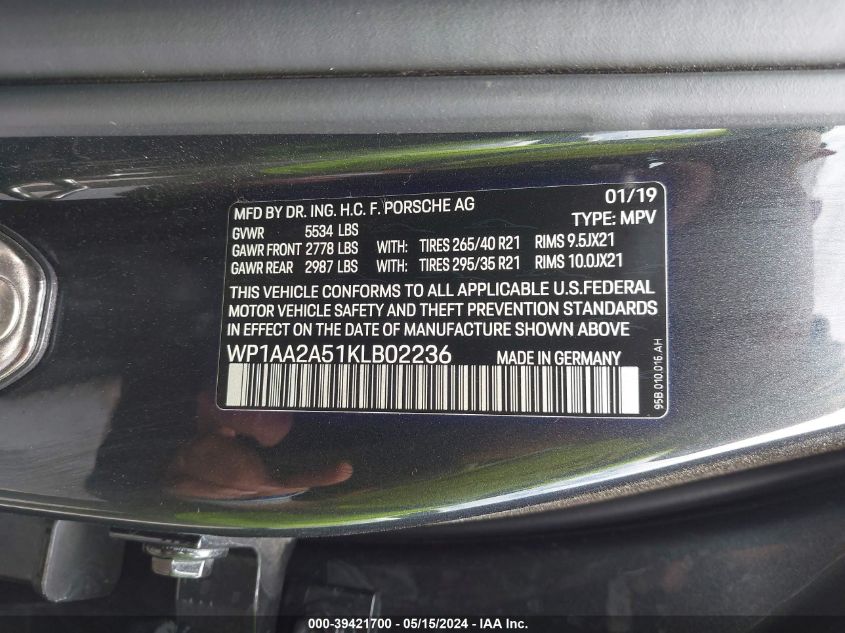 MFD BY DR. ING. H.C. F. PORSCHE AG 01/19
GVWR 5534 LBS TYPE: MPV
GAWR FRONT 2778 LBS WITH: TIRES 265/40 R21 RIMS 9.5JX21
GAWR REAR 2987 LBS WITH: TIRES 295/35 R21 RIMS 10.0JX21
THIS VEHICLE CONFORMS TO ALL APPLICABLE U.S.FEDERAL
MOTOR VEHICLE SAFETY AND THEFT PREVENTION STANDARDS
IN EFFECT ON THE DATE OF MANUFACTURE SHOWN ABOVE
WP1AA2A51KLB02236 MADE IN GERMANY
95B.010.016.AH
000-39421700 - 05/15/2024 - IAA Inc.